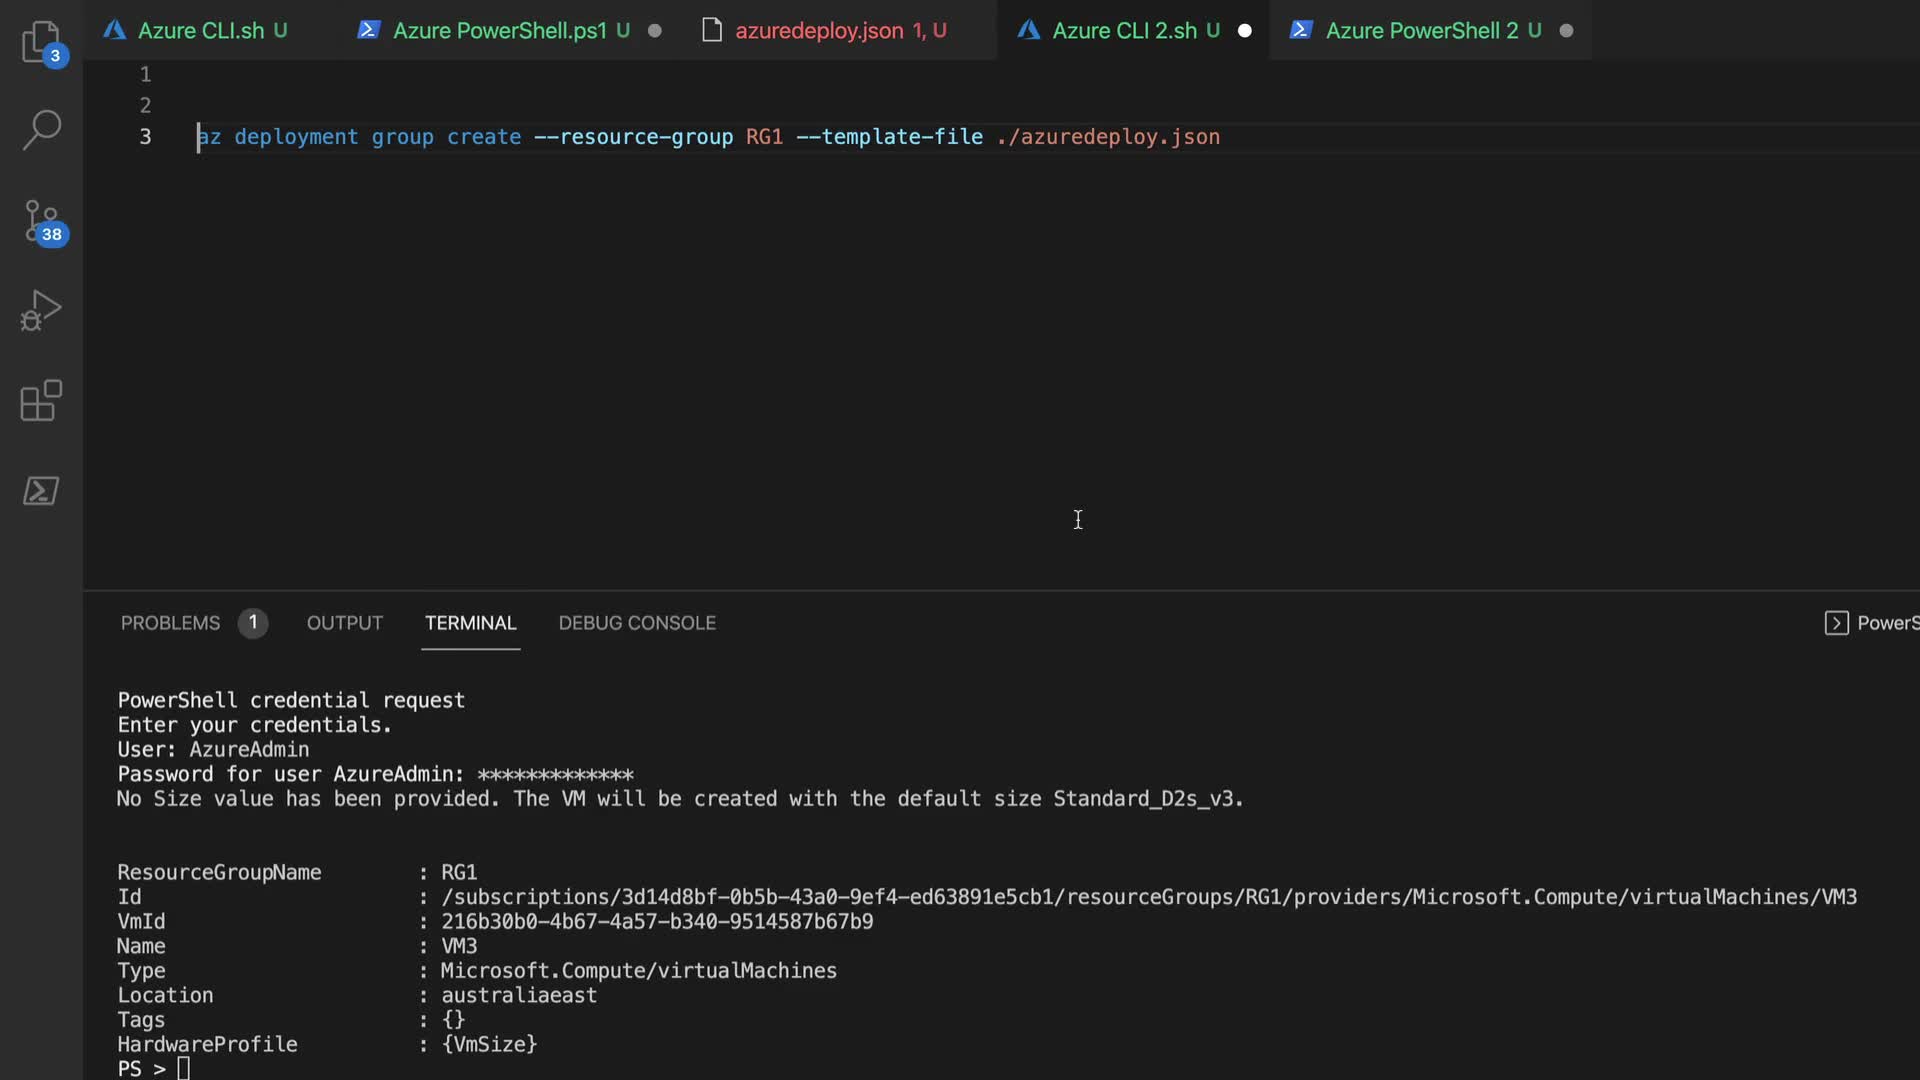 Azure CLI.sh U
Azure PowerShell.ps1 U
azuredeploy.json 1, U
Azure CLI 2.sh U
Azure PowerShell 2 U
3
38
1
2
3 az deployment group create --resource-group RG1 --template-file ./azuredeploy.json
PROBLEMS 1 OUTPUT TERMINAL DEBUG CONSOLE PowerS
PowerShell credential request
Enter your credentials.
User: AzureAdmin
Password for user AzureAdmin: *************
No Size value has been provided. The VM will be created with the default size Standard_D2s_v3.
ResourceGroupName : RG1
Id : /subscriptions/3d14d8bf-0b5b-43a0-9ef4-ed63891e5cb1/resourceGroups/RG1/providers/Microsoft.Compute/virtualMachines/VM3
VmId : 216b30b0-4b67-4a57-b340-9514587b67b9
Name : VM3
Type : Microsoft.Compute/virtualMachines
Location : australiaeast
Tags : {}
HardwareProfile : {VmSize}
PS >